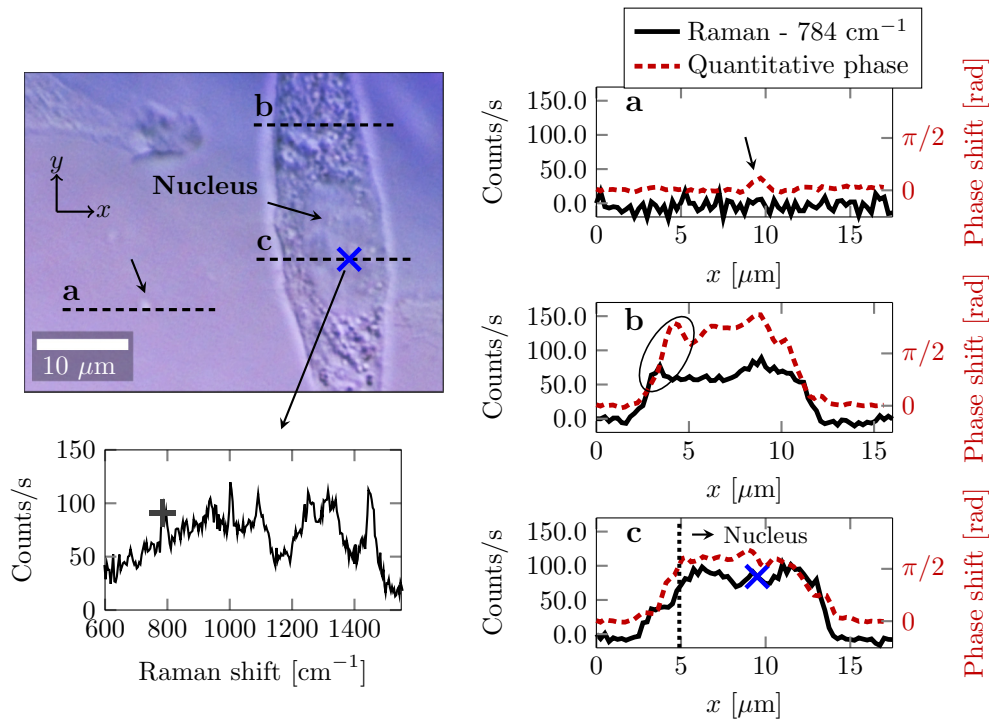 Raman - 784 cm⁻¹
Quantitative phase
b
y
x
Nucleus
c
a
10 μm
a
Counts/s
150.0
100.0
50.0
0.0
π/2
0
Phase shift [rad]
0 5 10 15
x [μm]
b
Counts/s
150.0
100.0
50.0
0.0
π/2
0
Phase shift [rad]
0 5 10 15
x [μm]
Counts/s
150
100
50
0
600 800 1000 1200 1400
Raman shift [cm⁻¹]
c
Nucleus
Counts/s
150.0
100.0
50.0
0.0
π/2
0
Phase shift [rad]
0 5 10 15
x [μm]